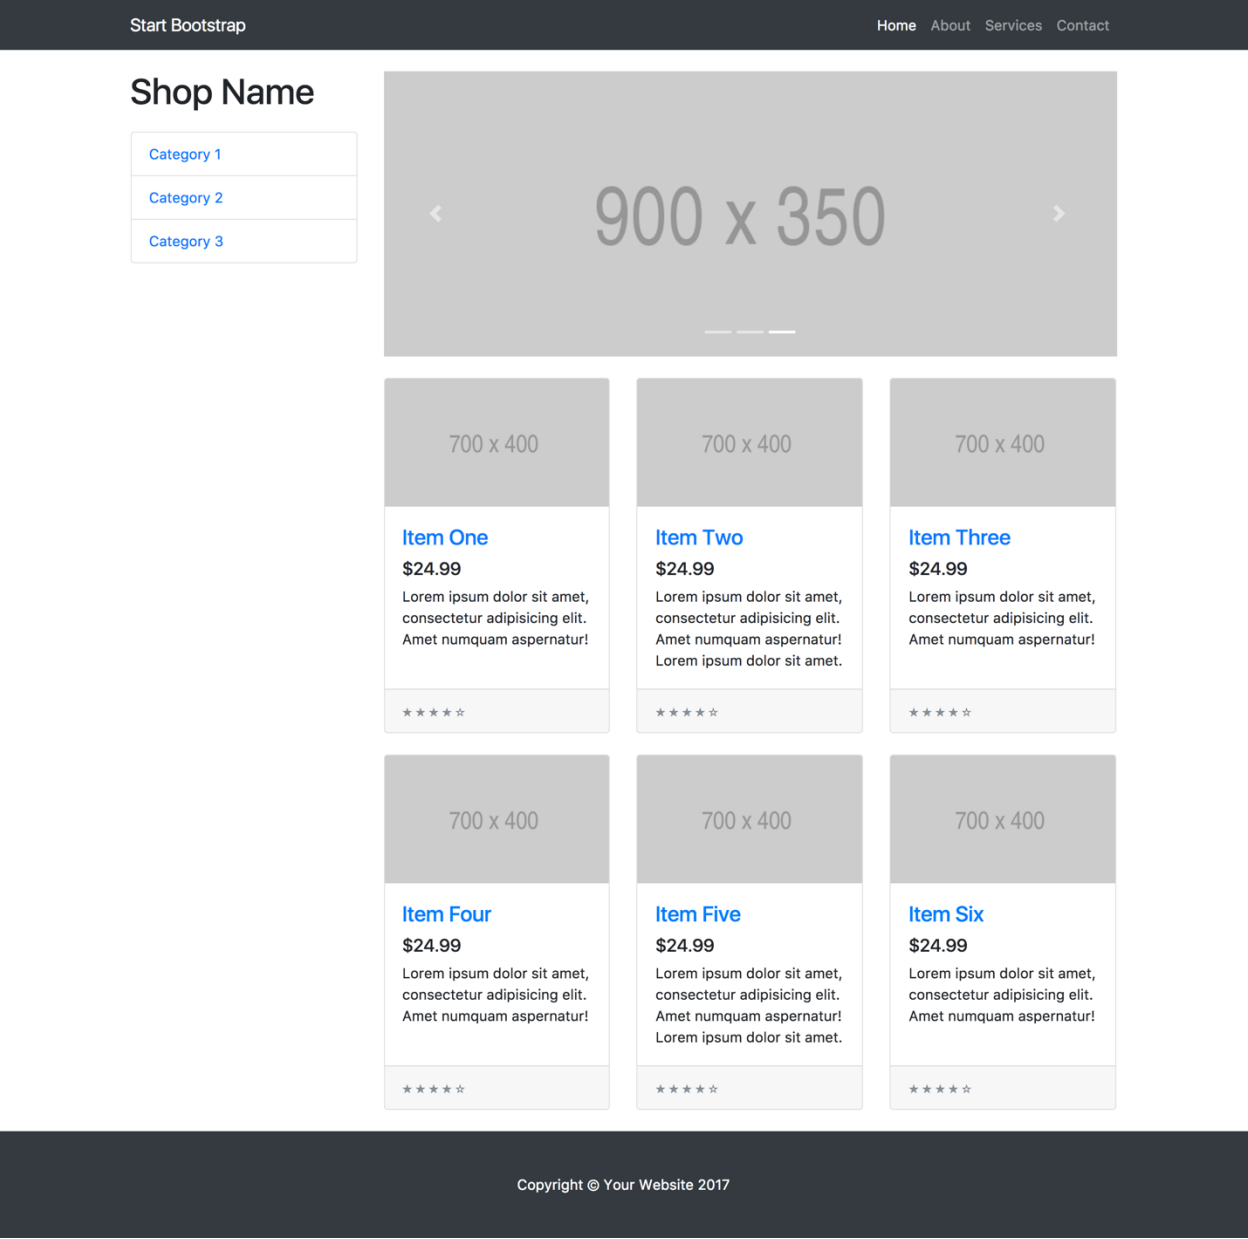 Start Bootstrap
Home About Services Contact
Shop Name
Category 1
Category 2
Category 3
900 x 350
700 x 400
Item One
$24.99
Lorem ipsum dolor sit amet,
consectetur adipisicing elit.
Amet numquam aspernatur!
★ ★ ★ ★ ☆
700 x 400
Item Two
$24.99
Lorem ipsum dolor sit amet,
consectetur adipisicing elit.
Amet numquam aspernatur!
Lorem ipsum dolor sit amet.
★ ★ ★ ★ ☆
700 x 400
Item Three
$24.99
Lorem ipsum dolor sit amet,
consectetur adipisicing elit.
Amet numquam aspernatur!
★ ★ ★ ★ ☆
700 x 400
Item Four
$24.99
Lorem ipsum dolor sit amet,
consectetur adipisicing elit.
Amet numquam aspernatur!
★ ★ ★ ★ ☆
700 x 400
Item Five
$24.99
Lorem ipsum dolor sit amet,
consectetur adipisicing elit.
Amet numquam aspernatur!
Lorem ipsum dolor sit amet.
★ ★ ★ ★ ☆
700 x 400
Item Six
$24.99
Lorem ipsum dolor sit amet,
consectetur adipisicing elit.
Amet numquam aspernatur!
★ ★ ★ ★ ☆
Copyright © Your Website 2017